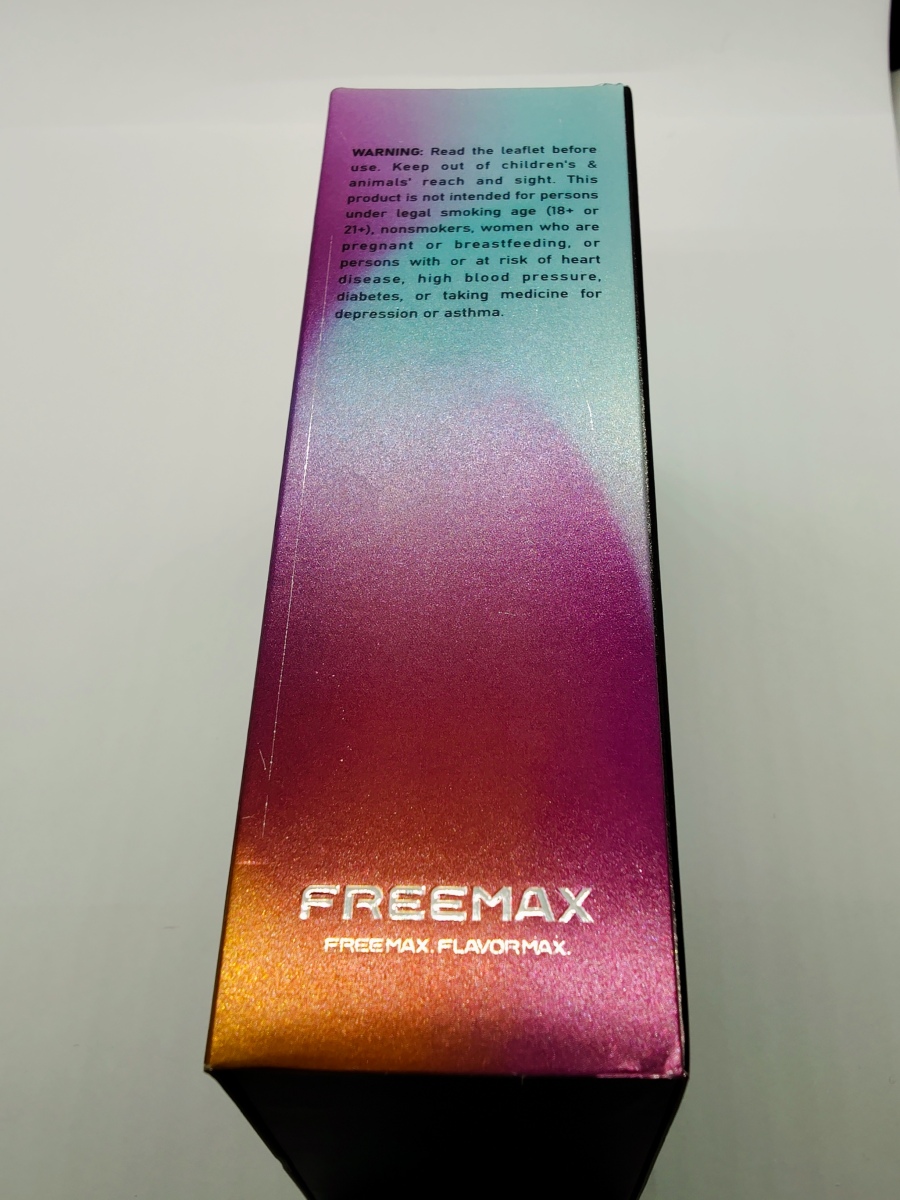 WARNING: Read the leaflet before
use. Keep out of children's &
animals' reach and sight. This
product is not intended for persons
under legal smoking age (18+ or
21+), nonsmokers, women who are
pregnant or breastfeeding, or
persons with or at risk of heart
disease, high blood pressure,
diabetes, or taking medicine for
depression or asthma.
FREEMAX
FREEMAX. FLAVORMAX.